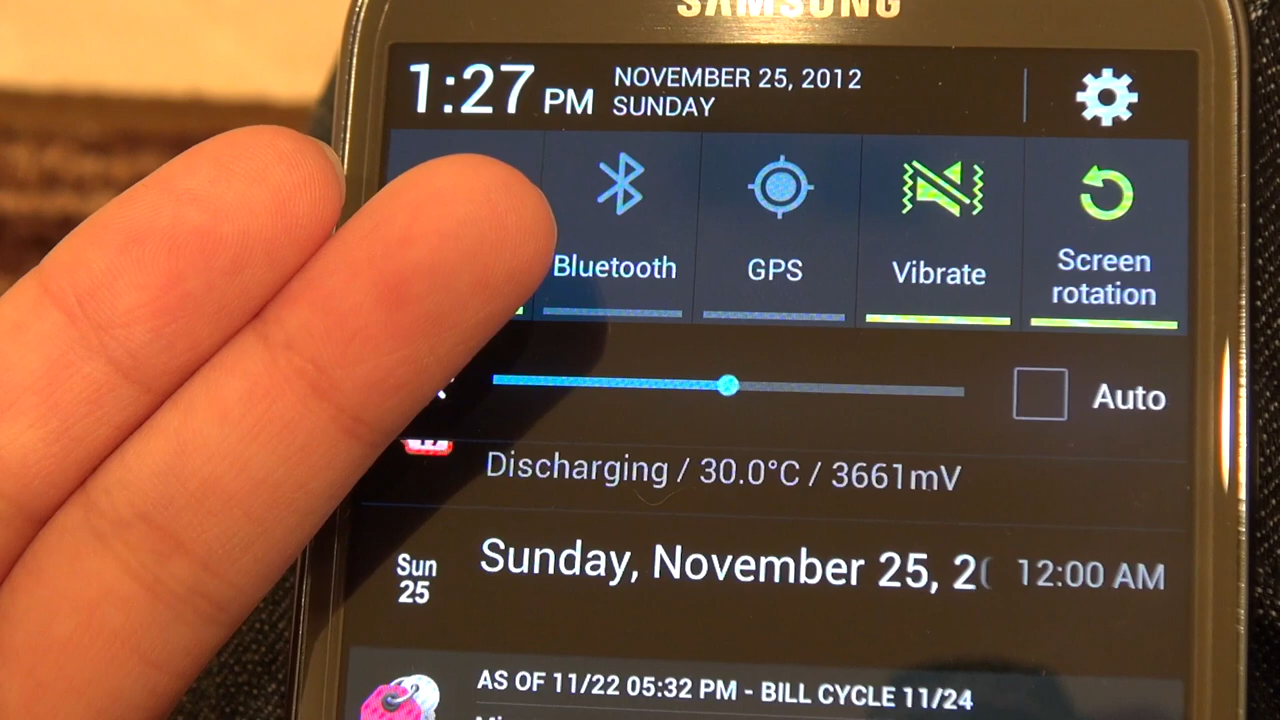 SAMSUNG
1:27 PM
NOVEMBER 25, 2012
SUNDAY
Bluetooth
GPS
Vibrate
Screen
rotation
Auto
Discharging / 30.0°C / 3661mV
Sun
25
Sunday, November 25, 2
12:00 AM
AS OF 11/22 05:32 PM - BILL CYCLE 11/24